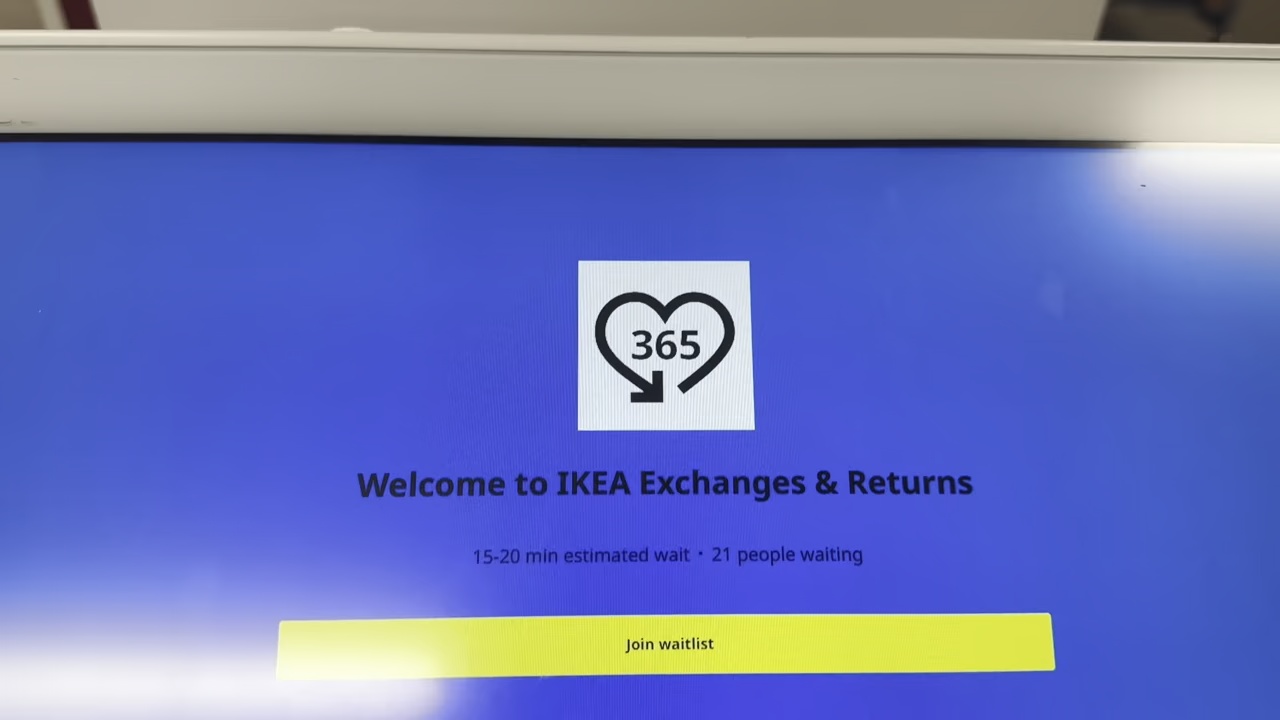 365
Welcome to IKEA Exchanges & Returns
15-20 min estimated wait · 21 people waiting
Join waitlist